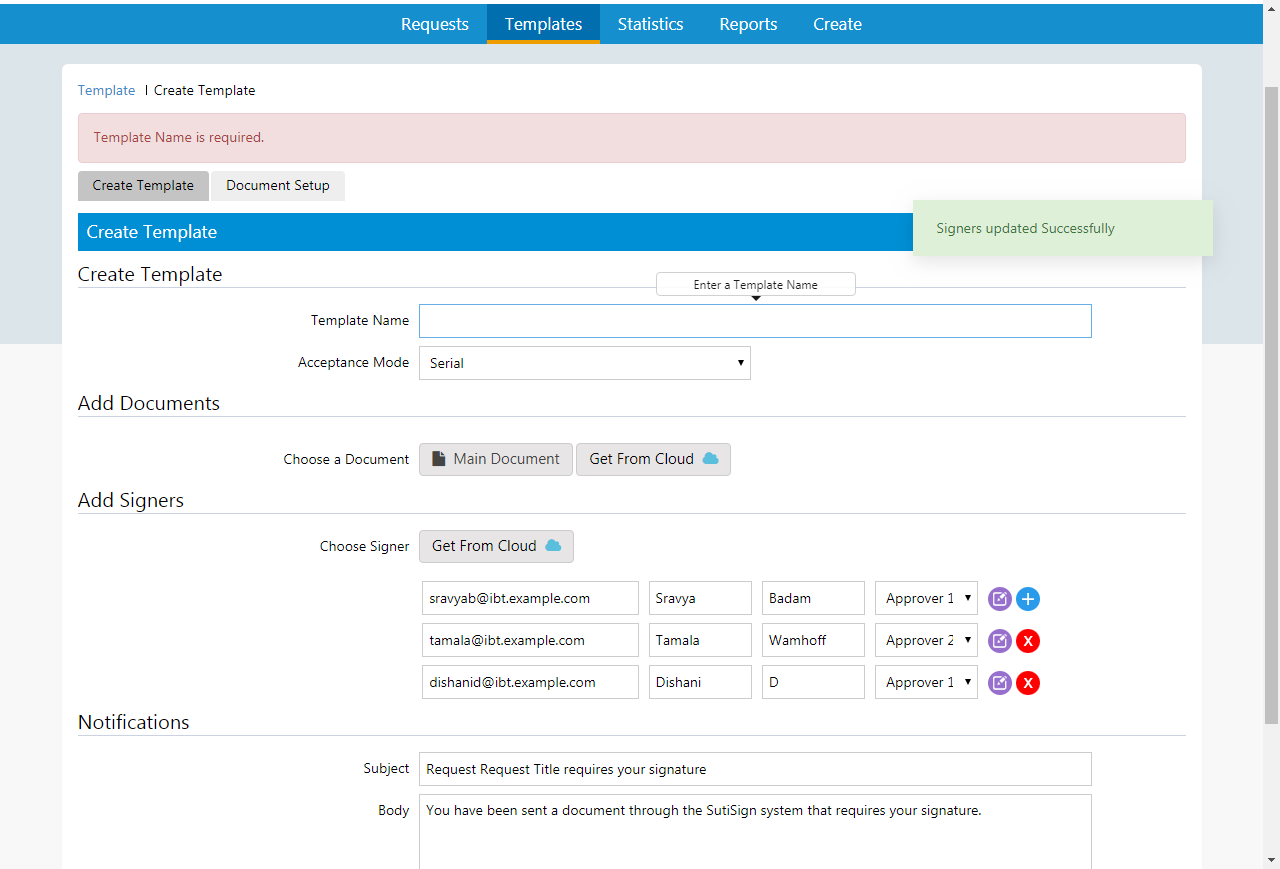 Requests Templates Statistics Reports Create
Template | Create Template
Template Name is required.
Create Template Document Setup
Signers updated Successfully
Create Template
Create Template
Enter a Template Name
Template Name
Acceptance Mode Serial
Add Documents
Choose a Document Main Document Get From Cloud
Add Signers
Choose Signer Get From Cloud
sravyab@ibt.example.com Sravya Badam Approver 1
tamala@ibt.example.com Tamala Wamhoff Approver 2 X
dishanid@ibt.example.com Dishani D Approver 1 X
Notifications
Subject Request Request Title requires your signature
Body You have been sent a document through the SutiSign system that requires your signature.